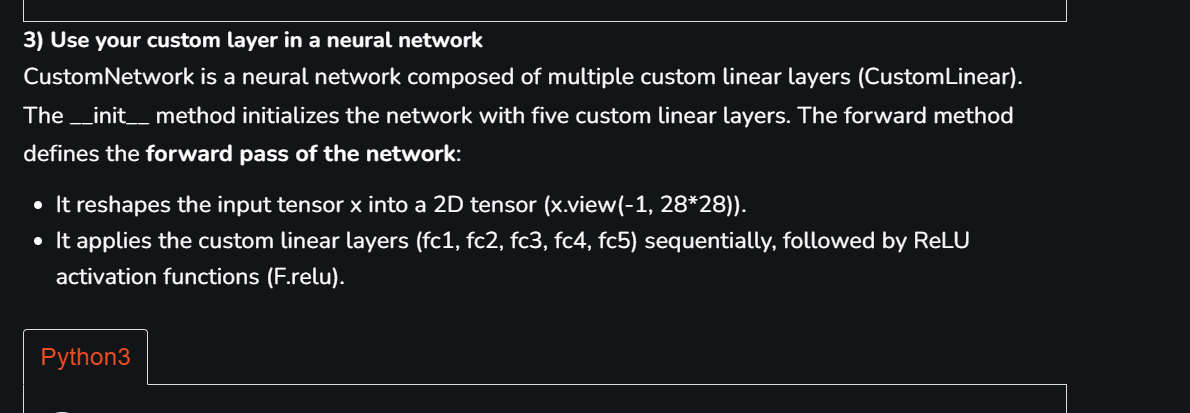 3) Use your custom layer in a neural network
CustomNetwork is a neural network composed of multiple custom linear layers (CustomLinear).
The __init__ method initializes the network with five custom linear layers. The forward method
defines the forward pass of the network:
• It reshapes the input tensor x into a 2D tensor (x.view(-1, 28*28)).
• It applies the custom linear layers (fc1, fc2, fc3, fc4, fc5) sequentially, followed by ReLU
activation functions (F.relu).
Python3